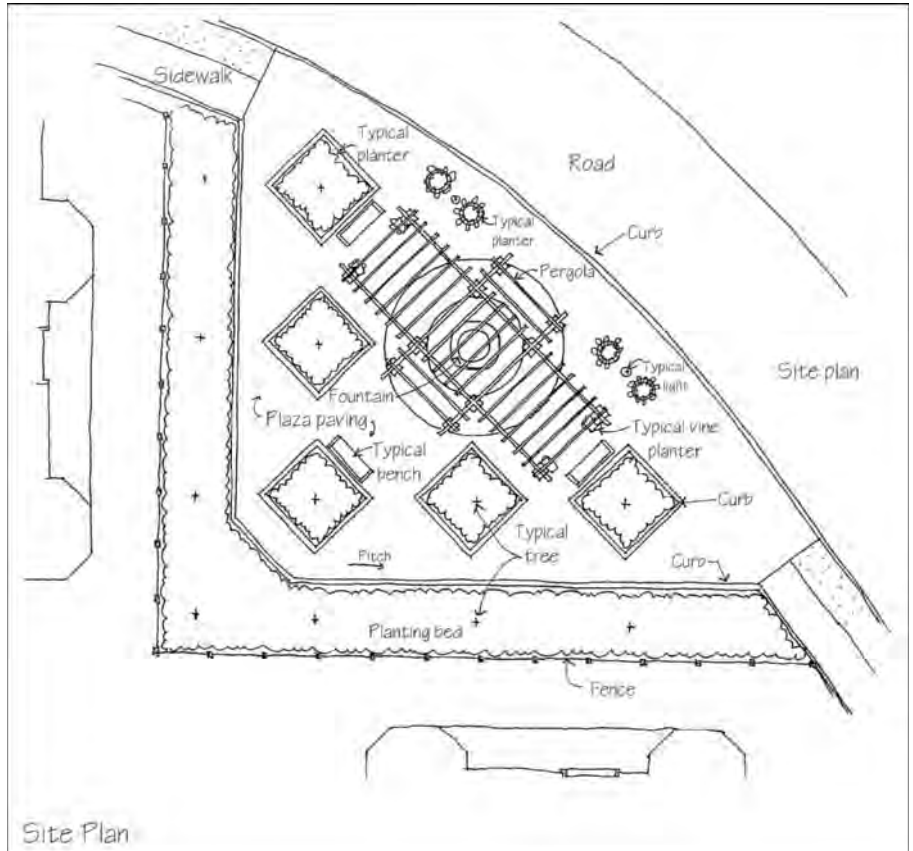 Sidewalk
Typical
planter
Road
Typical
planter
Curb
Pergola
Site plan
Typical
light
Fountain
Plaza paving
Typical vine
planter
Typical
bench
Curb
Typical
tree
Pitch
Curb
Planting bed
Fence
Site Plan